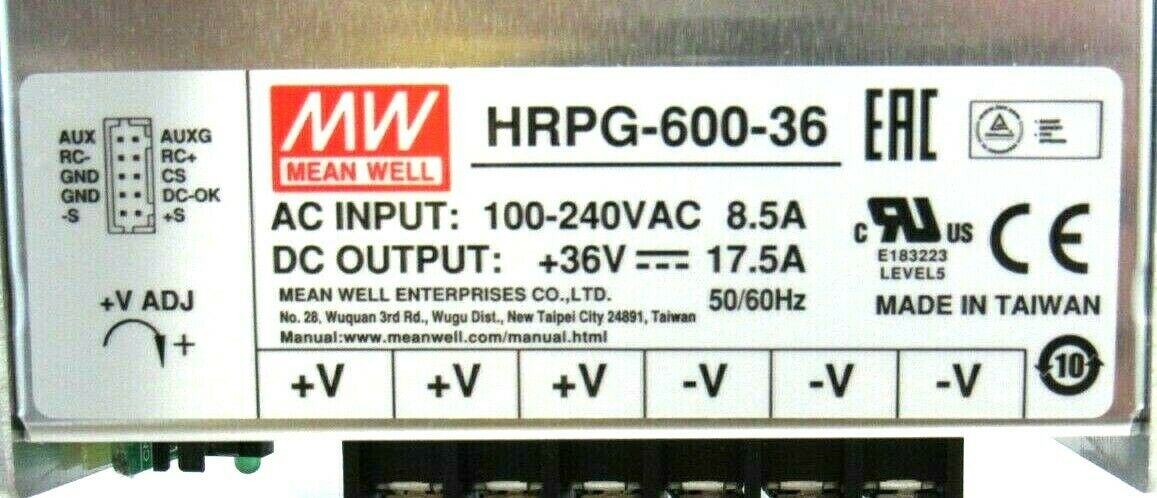 AUX AUXG
RC- RC+
GND CS
GND DC-OK
-S +S
+V ADJ
+
MW
MEAN WELL
HRPG-600-36
EAC
AC INPUT: 100-240VAC 8.5A
DC OUTPUT: +36V 17.5A
50/60Hz
MEAN WELL ENTERPRISES CO.,LTD.
No. 28, Wuquan 3rd Rd., Wugu Dist., New Taipei City 24891, Taiwan
Manual:www.meanwell.com/manual.html
c RU US
E183223
LEVEL5
CE
MADE IN TAIWAN
+V +V +V -V -V -V
10